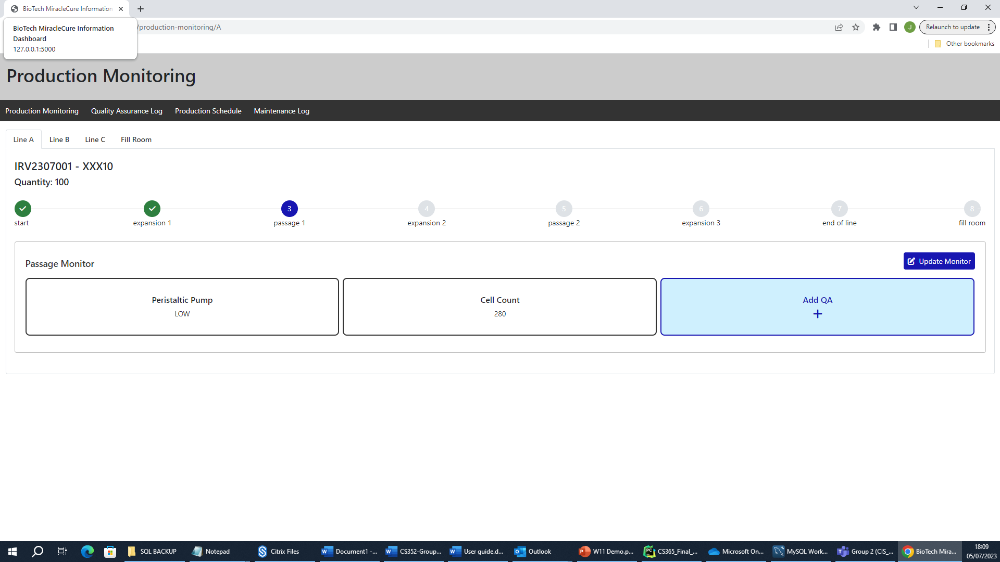 BioTech MiracleCure Information
BioTech MiracleCure Information
Dashboard
127.0.0.1:5000
/production-monitoring/A
J
Relaunch to update
Other bookmarks
Production Monitoring
Production Monitoring Quality Assurance Log Production Schedule Maintenance Log
Line A Line B Line C Fill Room
IRV2307001 - XXX10
Quantity: 100
3 4 5 6 7 8
start expansion 1 passage 1 expansion 2 passage 2 expansion 3 end of line fill room
Passage Monitor
Update Monitor
Peristaltic Pump
LOW
Cell Count
280
Add QA
SQL BACKUP Notepad Citrix Files Document1 -... CS352-Group... User guide.d... Outlook W11 Demo.p... CS365_Final_... Microsoft On... MySQL Work... Group 2 (CIS_... BioTech Mira...
18:09
05/07/2023